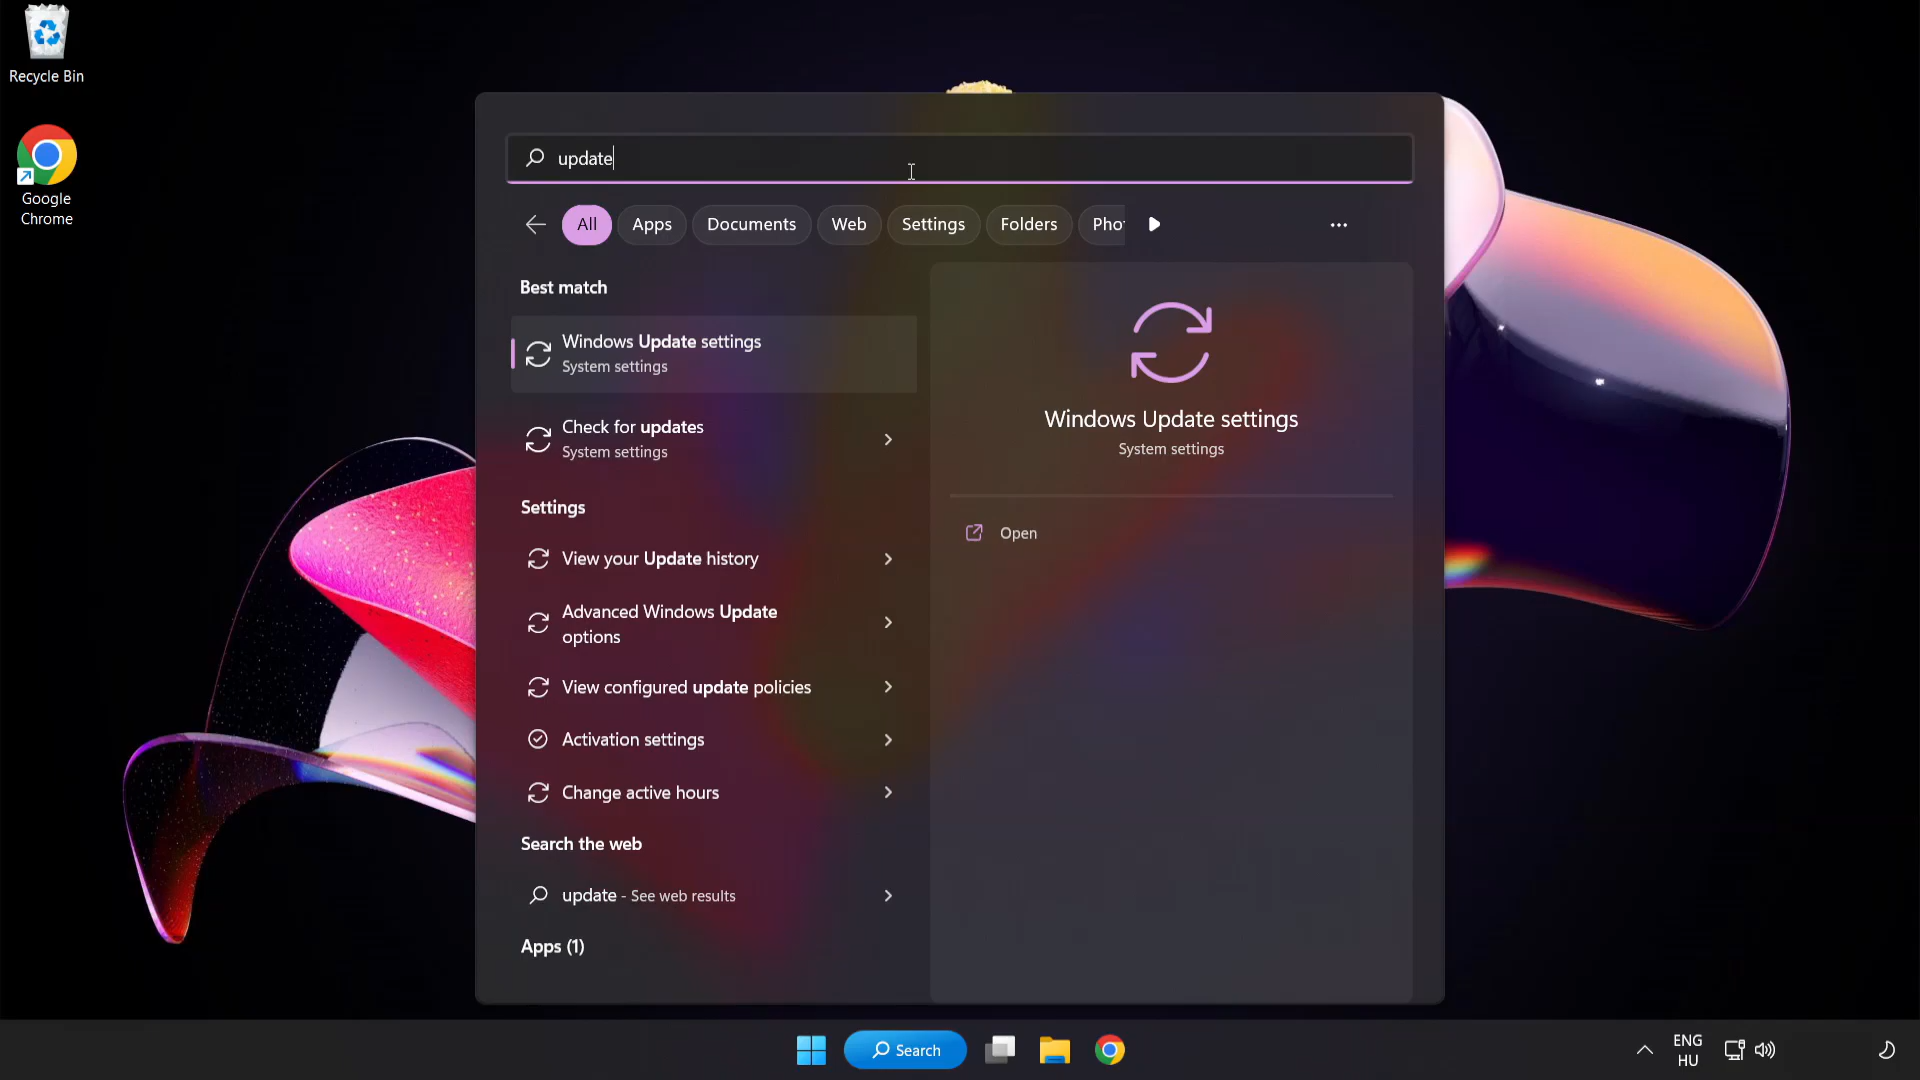 Recycle Bin
Google
Chrome
update
All
Apps
Documents
Web
Settings
Folders
Pho
Best match
Windows Update settings
System settings
Check for updates
System settings
Settings
View your Update history
Advanced Windows Update
options
View configured update policies
Activation settings
Change active hours
Search the web
update - See web results
Apps (1)
Windows Update settings
System settings
Open
Search
ENG
HU